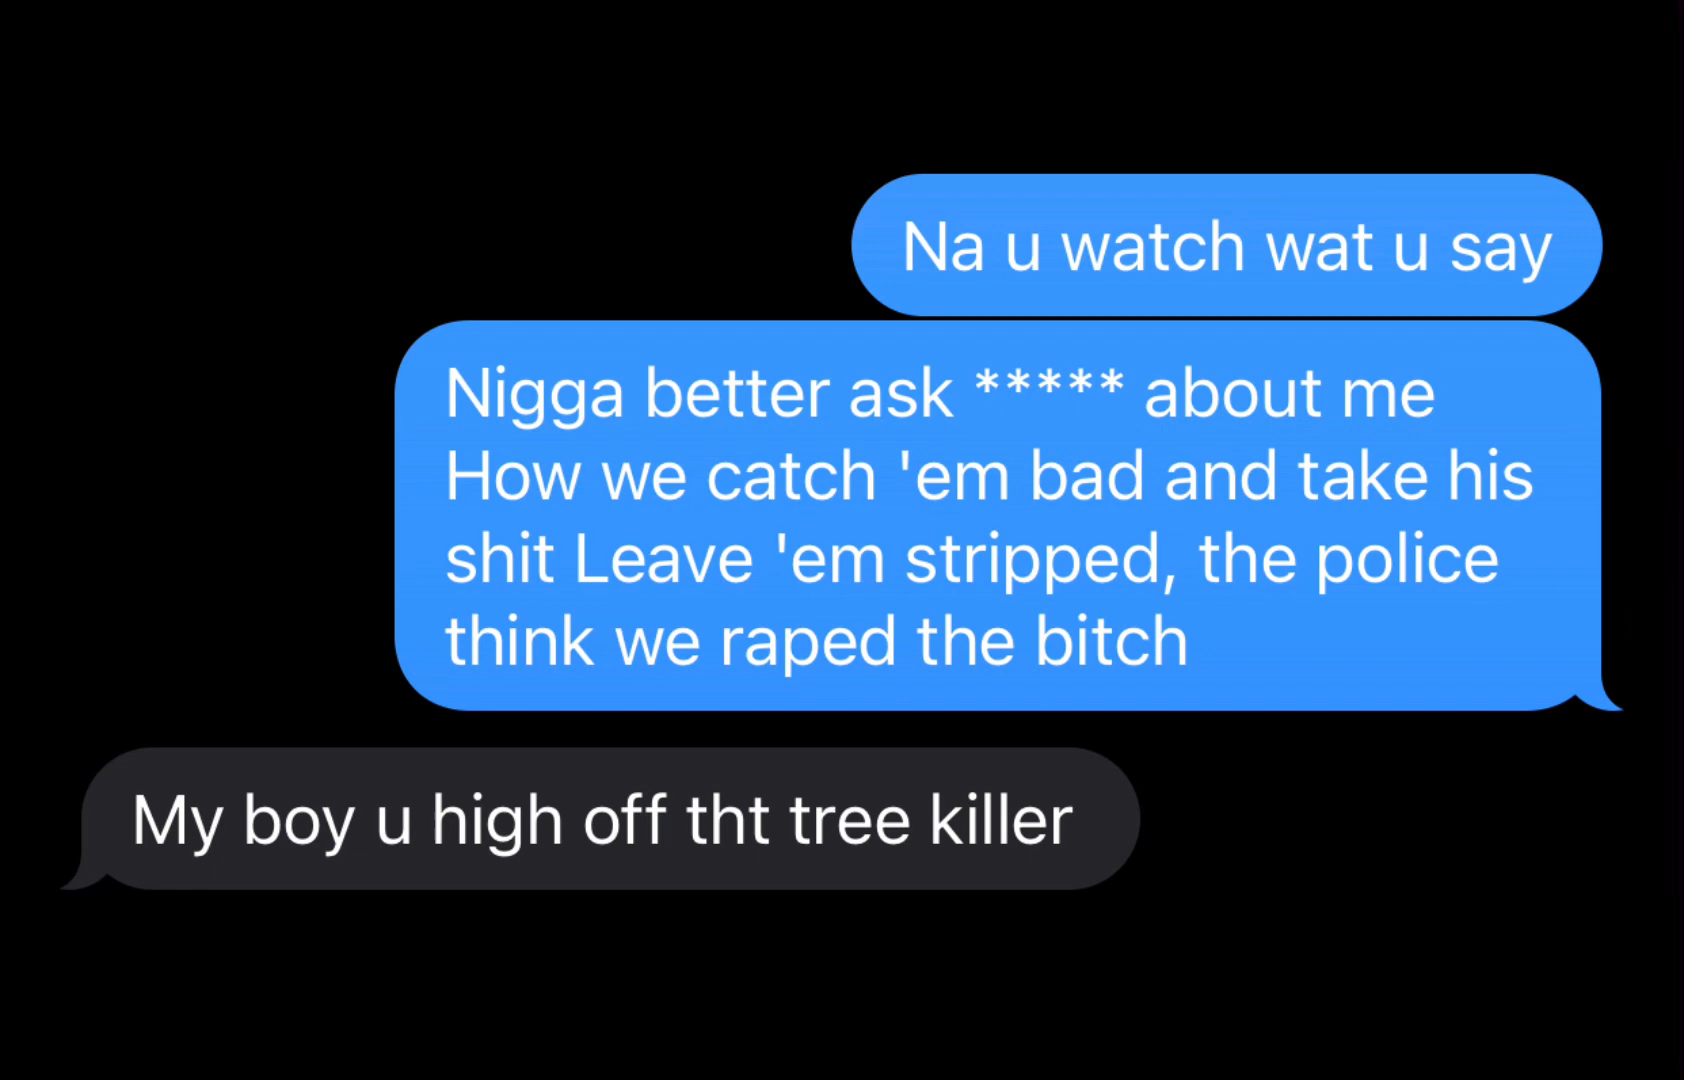 Na u watch wat u say
Nigga better ask ***** about me
How we catch 'em bad and take his
shit Leave 'em stripped, the police
think we raped the bitch
My boy u high off tht tree killer